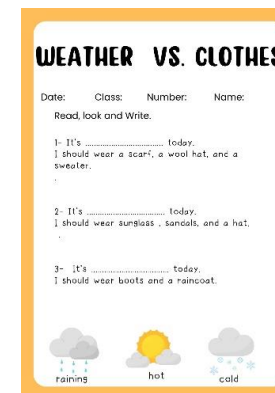 WEATHER VS. CLOTHES
Date: Class: Number: Name:
Read, look and Write.
1- It's .................................. today.
I should wear a scarf, a wool hat, and a
sweater.
.
2- It's .................................. today.
I should wear sunglass , sandals, and a hat.
.
3- It's .................................. today.
I should wear boots and a raincoat.
raining hot cold